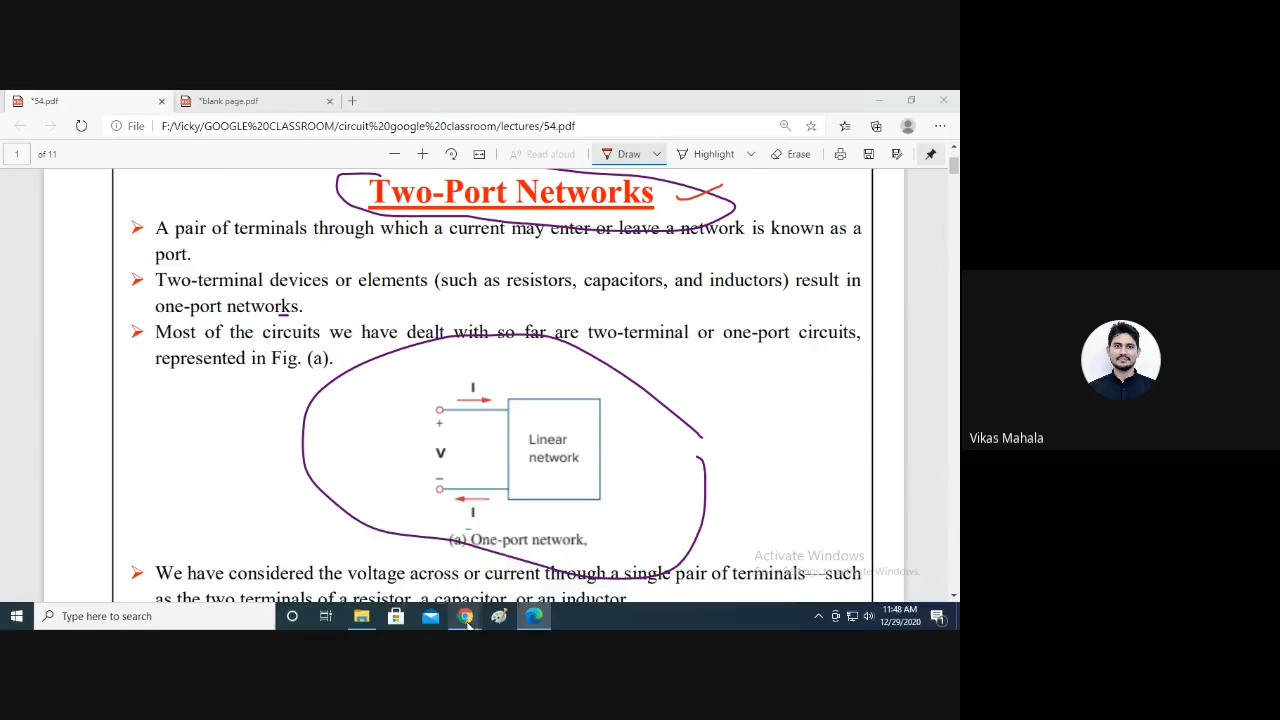 *54.pdf
*blank page.pdf
File F:/Vicky/GOOGLE%20CLASSROOM/circuit%20google%20classroom/lectures/54.pdf
1 of 11 Read aloud Draw Highlight Erase
Two-Port Networks
A pair of terminals through which a current may enter or leave a network is known as a
port.
Two-terminal devices or elements (such as resistors, capacitors, and inductors) result in
one-port networks.
Most of the circuits we have dealt with so far are two-terminal or one-port circuits,
represented in Fig. (a).
I
+
V
−
I
Linear
network
(a) One-port network,
We have considered the voltage across or current through a single pair of terminals—such
as the two terminals of a resistor, a capacitor, or an inductor.
Activate Windows
Vikas Mahala
Type here to search
11:48 AM
12/29/2020
1